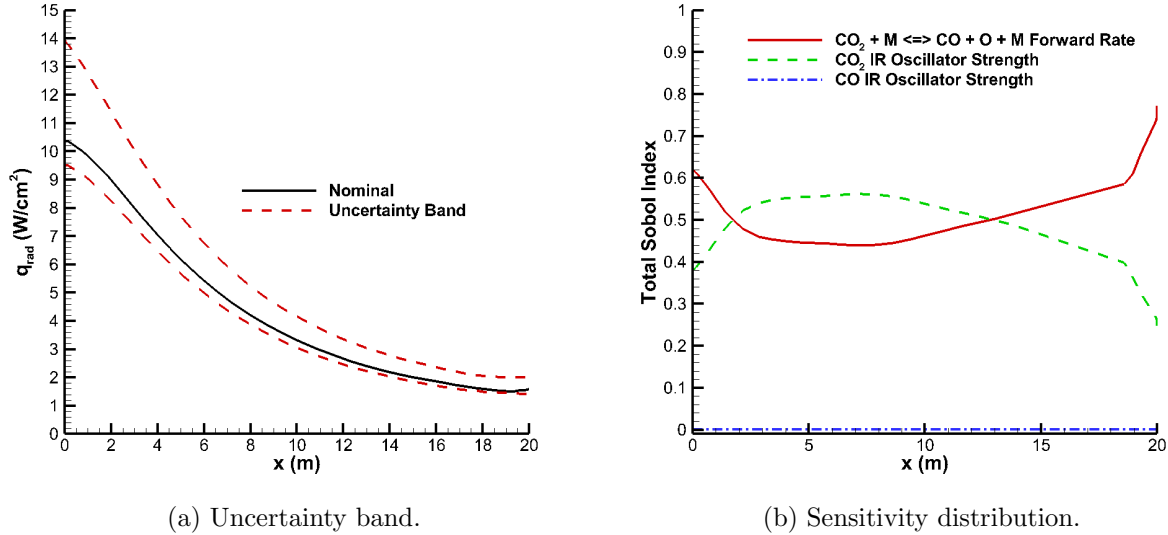 15
14
13
12
11
10
9
8
7
6
5
4
3
2
1
0
q_rad (W/cm²)
Nominal
Uncertainty Band
0 2 4 6 8 10 12 14 16 18 20
x (m)
(a) Uncertainty band.
1
0.9
0.8
0.7
0.6
0.5
0.4
0.3
0.2
0.1
0
Total Sobol Index
CO₂ + M <=> CO + O + M Forward Rate
CO₂ IR Oscillator Strength
CO IR Oscillator Strength
0 5 10 15 20
x (m)
(b) Sensitivity distribution.